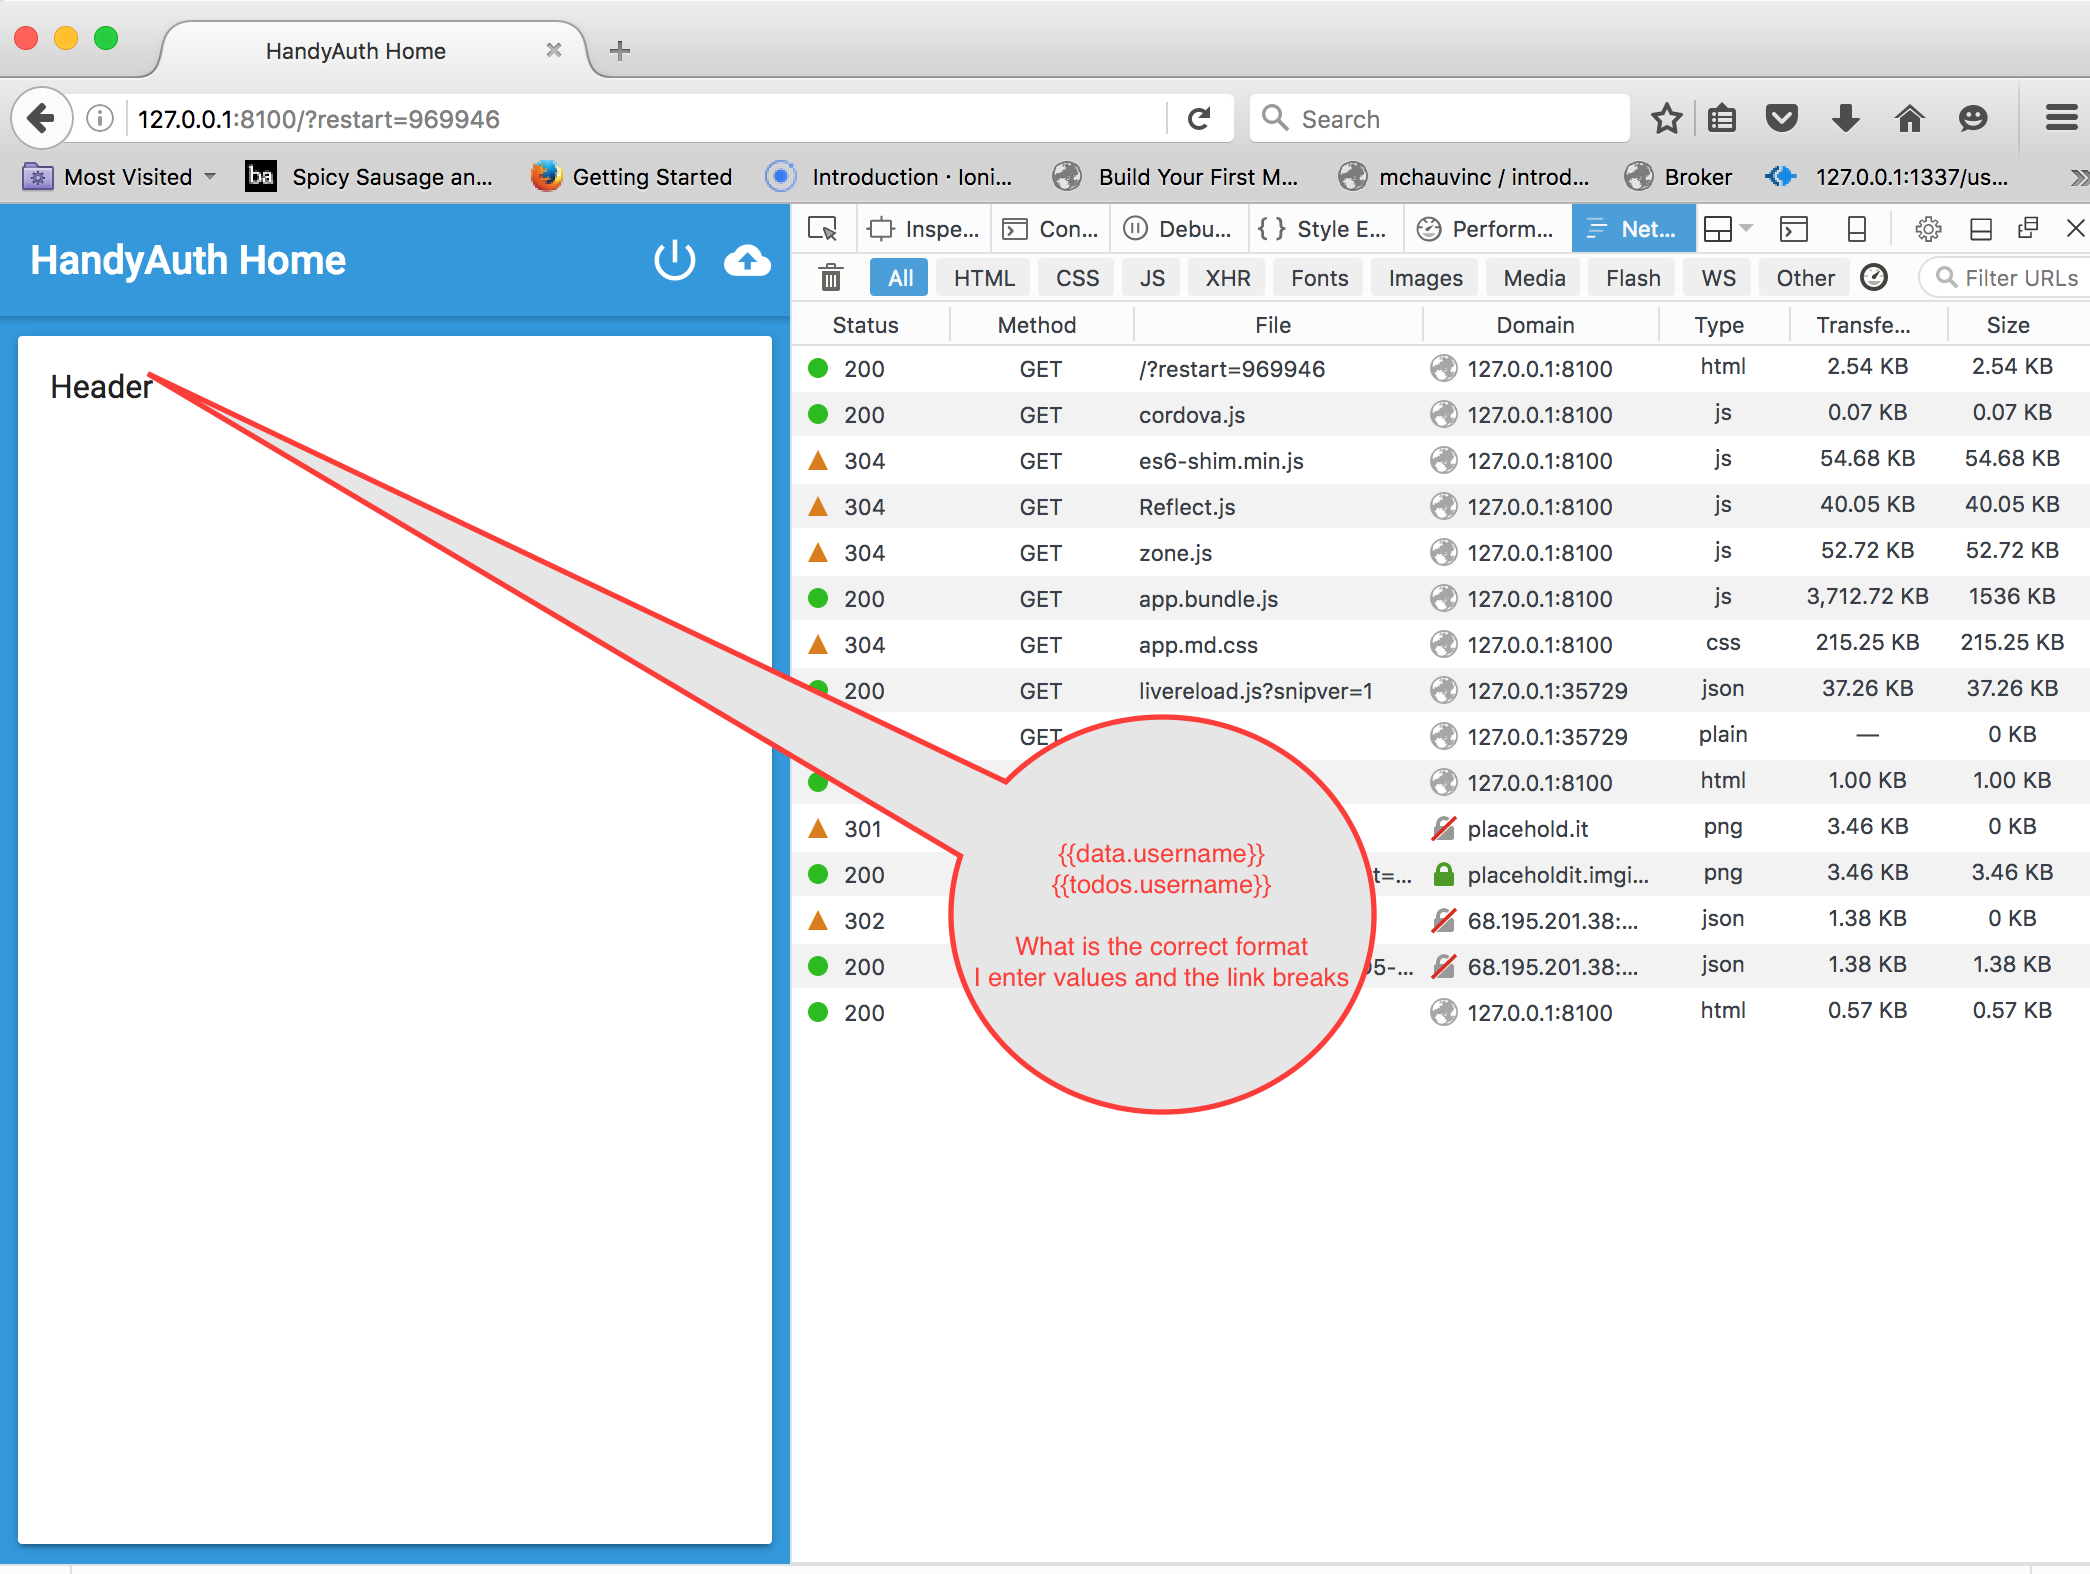 HandyAuth Home
127.0.0.1:8100/?restart=969946
Search
Most Visited
ba
Spicy Sausage an...
Getting Started
Introduction · Ioni...
Build Your First M...
mchauvinc / introd...
Broker
127.0.0.1:1337/us...
HandyAuth Home
Header
Inspe...
Con...
Debu...
Style E...
Perform...
Net...
All HTML CSS JS XHR Fonts Images Media Flash WS Other Filter URLs
Status Method File Domain Type Transfe... Size
200 GET /?restart=969946 127.0.0.1:8100 html 2.54 KB 2.54 KB
200 GET cordova.js 127.0.0.1:8100 js 0.07 KB 0.07 KB
304 GET es6-shim.min.js 127.0.0.1:8100 js 54.68 KB 54.68 KB
304 GET Reflect.js 127.0.0.1:8100 js 40.05 KB 40.05 KB
304 GET zone.js 127.0.0.1:8100 js 52.72 KB 52.72 KB
200 GET app.bundle.js 127.0.0.1:8100 js 3,712.72 KB 1536 KB
304 GET app.md.css 127.0.0.1:8100 css 215.25 KB 215.25 KB
200 GET livereload.js?snipver=1 127.0.0.1:35729 json 37.26 KB 37.26 KB
GET 127.0.0.1:35729 plain — 0 KB
127.0.0.1:8100 html 1.00 KB 1.00 KB
301 placehold.it png 3.46 KB 0 KB
200 t=... placeholdit.imgi... png 3.46 KB 3.46 KB
302 68.195.201.38:... json 1.38 KB 0 KB
200 5-... 68.195.201.38:... json 1.38 KB 1.38 KB
200 127.0.0.1:8100 html 0.57 KB 0.57 KB
{{data.username}}
{{todos.username}}
What is the correct format
I enter values and the link breaks